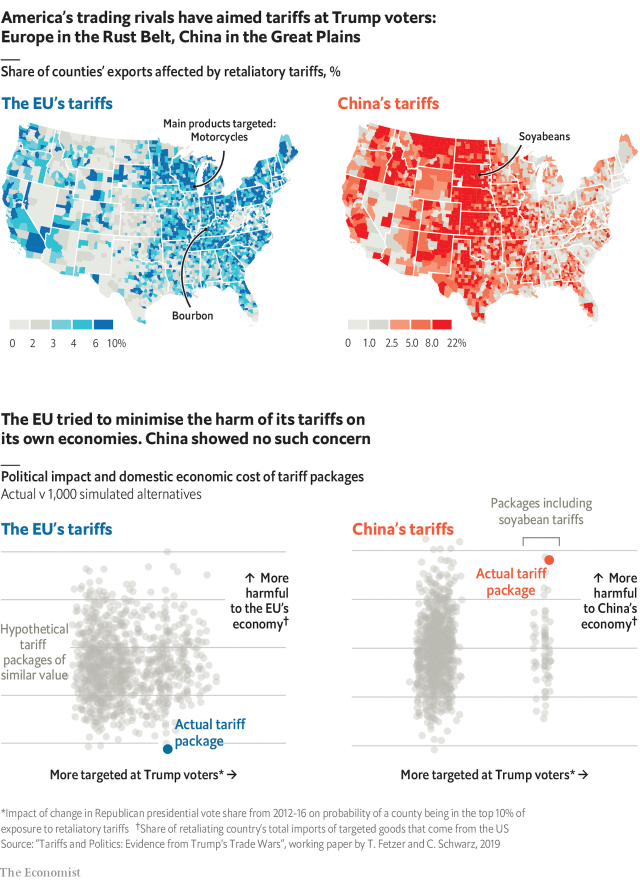 America's trading rivals have aimed tariffs at Trump voters:
Europe in the Rust Belt, China in the Great Plains
Share of counties' exports affected by retaliatory tariffs, %
The EU's tariffs
China's tariffs
Main products targeted:
Motorcycles
Soyabeans
Bourbon
0 2 3 4 6 10%
0 1.0 2.5 5.0 8.0 22%
The EU tried to minimise the harm of its tariffs on
its own economies. China showed no such concern
Political impact and domestic economic cost of tariff packages
Actual v 1,000 simulated alternatives
The EU's tariffs
↑ More
harmful
to the EU's
economy†
Hypothetical
tariff
packages of
similar value
Actual tariff
package
More targeted at Trump voters* →
China's tariffs
Packages including
soyabean tariffs
Actual tariff
package
↑ More
harmful
to China's
economy†
More targeted at Trump voters* →
*Impact of change in Republican presidential vote share from 2012-16 on probability of a county being in the top 10% of
exposure to retaliatory tariffs †Share of retaliating country's total imports of targeted goods that come from the US
Source: "Tariffs and Politics: Evidence from Trump's Trade Wars", working paper by T. Fetzer and C. Schwarz, 2019
The Economist